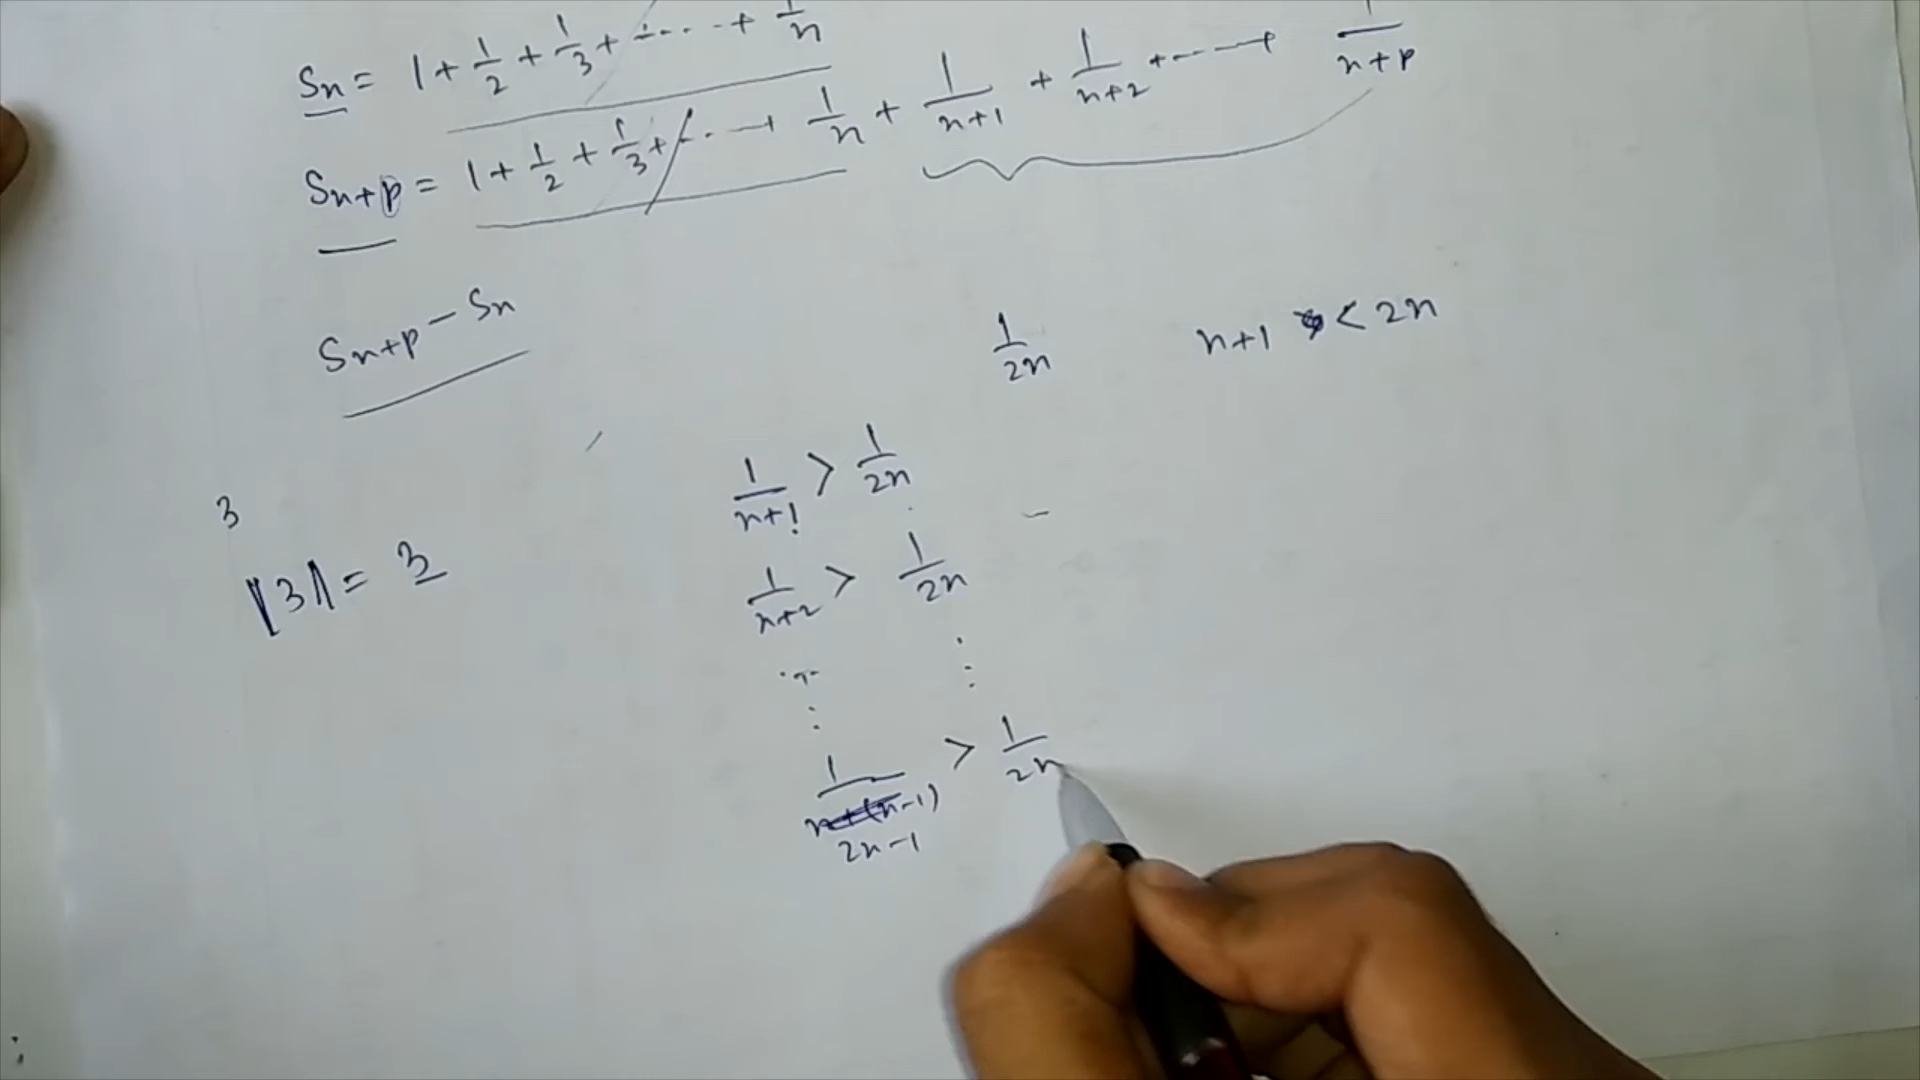 Sn = 1 + 1/2 + 1/3 + ..... + 1/n
Sn+p = 1 + 1/2 + 1/3 + ... + 1/n + 1/n+1 + 1/n+2 + ... + 1/n+p
Sn+p - Sn
1/2n
n+1 < 2n
1/n+1 > 1/2n
3
|3| = 3
1/n+2 > 1/2n
1/2n-1 > 1/2n